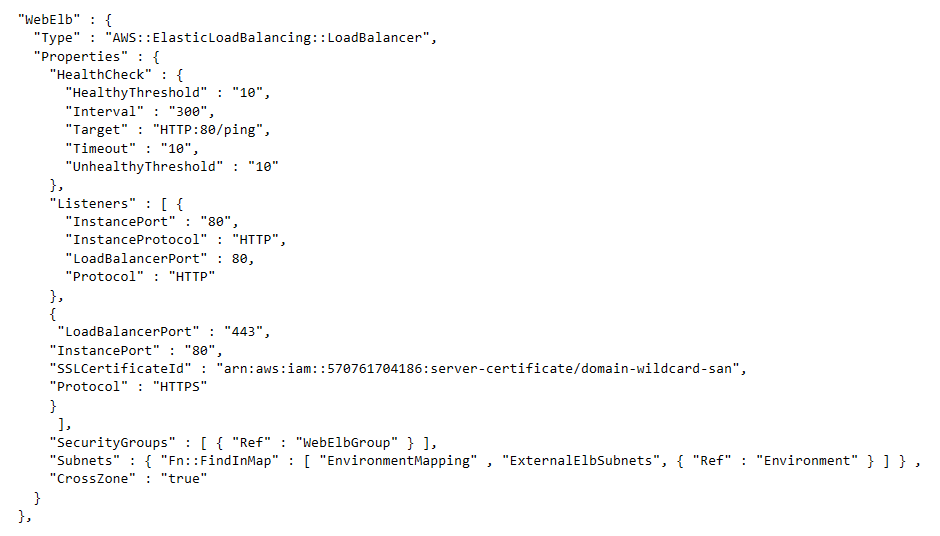 "WebElb" : {
  "Type" : "AWS::ElasticLoadBalancing::LoadBalancer",
  "Properties" : {
    "HealthCheck" : {
      "HealthyThreshold" : "10",
      "Interval" : "300",
      "Target" : "HTTP:80/ping",
      "Timeout" : "10",
      "UnhealthyThreshold" : "10"
    },
    "Listeners" : [ {
      "InstancePort" : "80",
      "InstanceProtocol" : "HTTP",
      "LoadBalancerPort" : 80,
      "Protocol" : "HTTP"
    },
    {
     "LoadBalancerPort" : "443",
    "InstancePort" : "80",
    "SSLCertificateId" : "arn:aws:iam::570761704186:server-certificate/domain-wildcard-san",
    "Protocol" : "HTTPS"
    }
     ],
    "SecurityGroups" : [ { "Ref" : "WebElbGroup" } ],
    "Subnets" : { "Fn::FindInMap" : [ "EnvironmentMapping" , "ExternalElbSubnets", { "Ref" : "Environment" } ] } ,
    "CrossZone" : "true"
  }
},